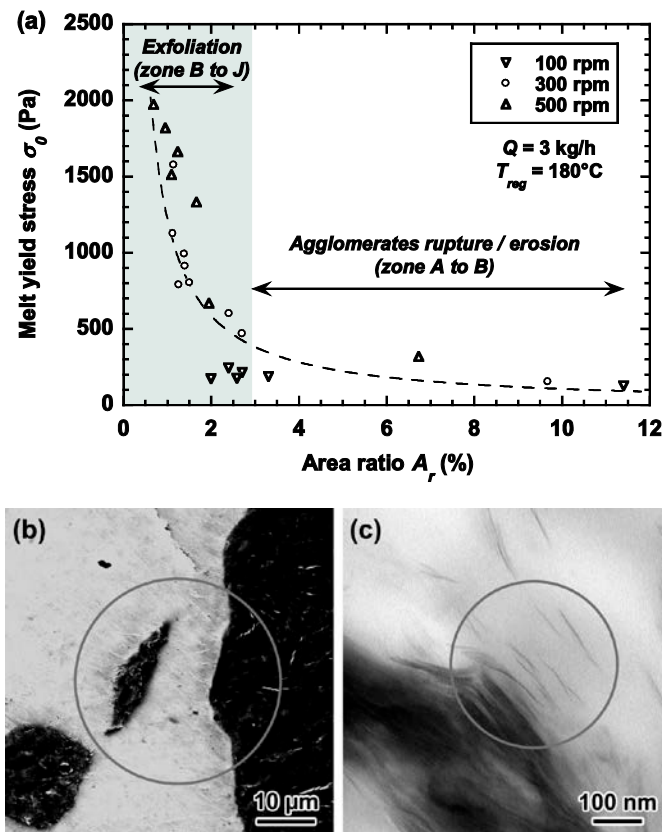 (a)
2500
2000
1500
1000
500
0
Melt yield stress σ0 (Pa)
Exfoliation
(zone B to J)
100 rpm
300 rpm
500 rpm
Q = 3 kg/h
Treg = 180°C
Agglomerates rupture / erosion
(zone A to B)
0 2 4 6 8 10 12
Area ratio Ar (%)
(b)
10 µm
(c)
100 nm